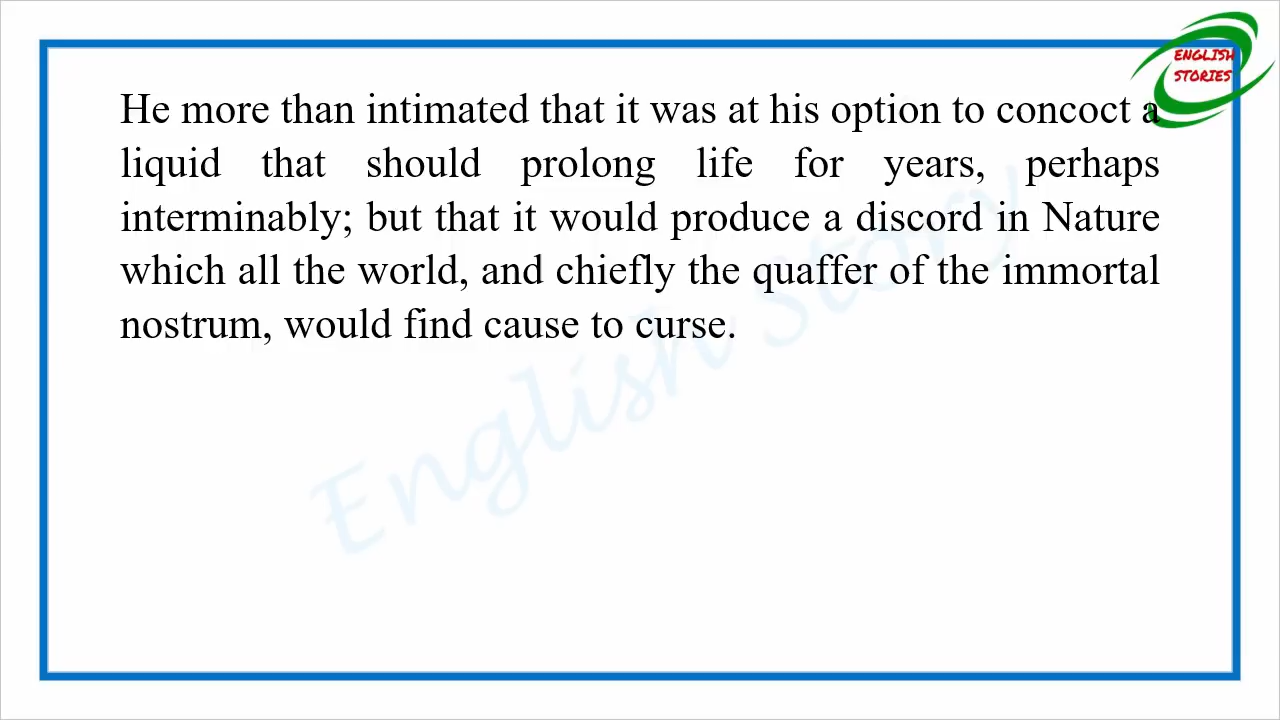 ENGLISH
STORIES
He more than intimated that it was at his option to concoct a
liquid that should prolong life for years, perhaps
interminably; but that it would produce a discord in Nature
which all the world, and chiefly the quaffer of the immortal
nostrum, would find cause to curse.
English Story